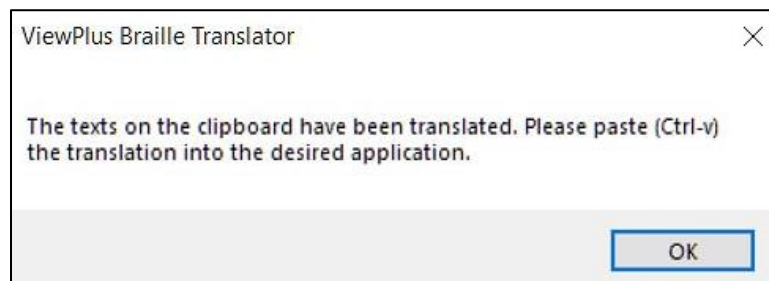 ViewPlus Braille Translator
The texts on the clipboard have been translated. Please paste (Ctrl-v)
the translation into the desired application.
OK